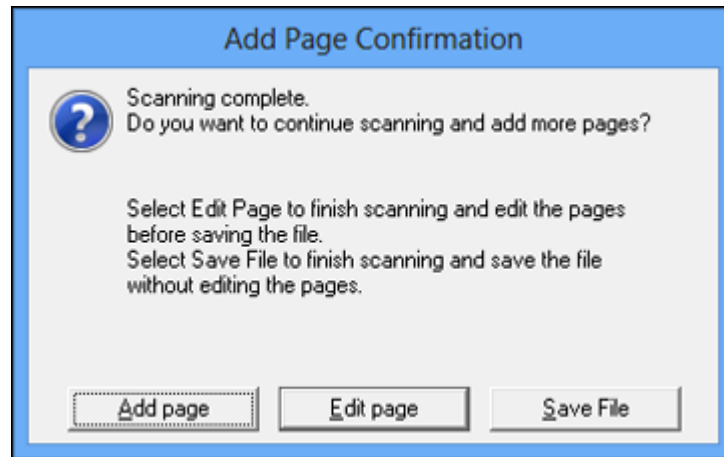 Add Page Confirmation
Scanning complete.
Do you want to continue scanning and add more pages?
Select Edit Page to finish scanning and edit the pages
before saving the file.
Select Save File to finish scanning and save the file
without editing the pages.
Add page
Edit page
Save File